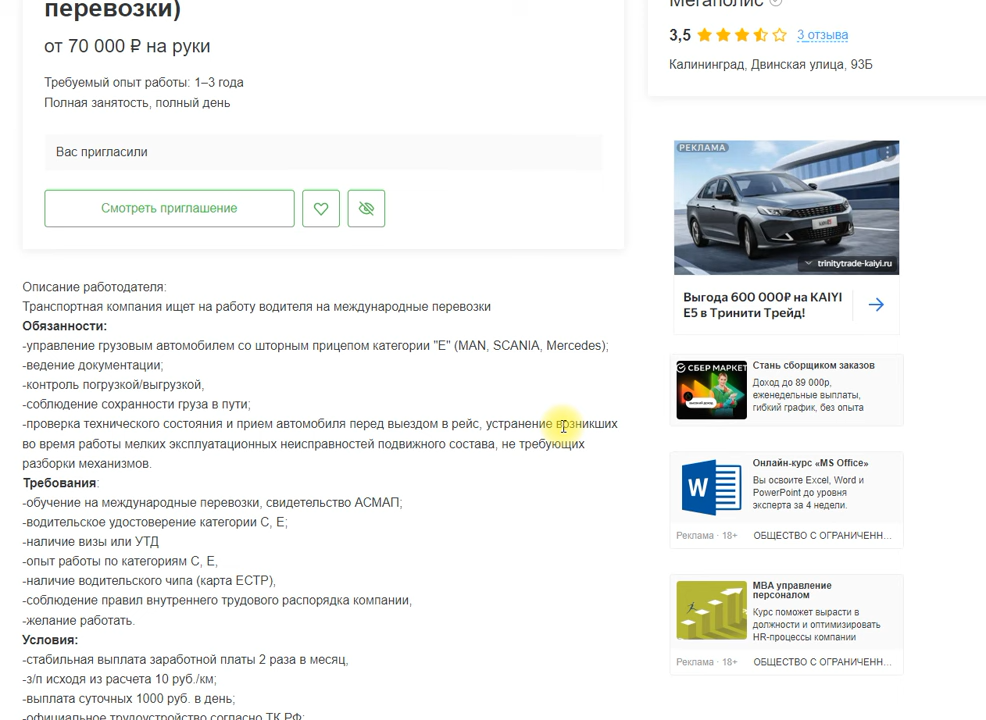 перевозки)
от 70 000 ₽ на руки
Требуемый опыт работы: 1–3 года
Полная занятость, полный день
Вас пригласили
Смотреть приглашение
Описание работодателя:
Транспортная компания ищет на работу водителя на международные перевозки
Обязанности:
-управление грузовым автомобилем со шторным прицепом категории "Е" (MAN, SCANIA, Mercedes);
-ведение документации;
-контроль погрузкой/выгрузкой,
-соблюдение сохранности груза в пути;
-проверка технического состояния и прием автомобиля перед выездом в рейс, устранение возникших
во время работы мелких эксплуатационных неисправностей подвижного состава, не требующих
разборки механизмов.
Требования:
-обучение на международные перевозки, свидетельство АСМАП;
-водительское удостоверение категории С, Е;
-наличие визы или УТД
-опыт работы по категориям С, Е,
-наличие водительского чипа (карта ЕСТР),
-соблюдение правил внутреннего трудового распорядка компании,
-желание работать.
Условия:
-стабильная выплата заработной платы 2 раза в месяц,
-з/п исходя из расчета 10 руб./км;
-выплата суточных 1000 руб. в день;
-официальное трудоустройство согласно ТК РФ;
Мегаполис
3,5 3 отзыва
Калининград, Двинская улица, 93Б
РЕКЛАМА
trinitytrade-kaiyi.ru
Выгода 600 000₽ на KAIYI
E5 в Тринити Трейд!
СБЕР МАРКЕТ
Стань сборщиком заказов
Доход до 89 000р,
еженедельные выплаты,
гибкий график, без опыта
W
Онлайн-курс «MS Office»
Вы освоите Excel, Word и
PowerPoint до уровня
эксперта за 4 недели.
Реклама · 18+ ОБЩЕСТВО С ОГРАНИЧЕНН...
MBA управление
персоналом
Курс поможет вырасти в
должности и оптимизировать
HR-процессы компании
Реклама · 18+ ОБЩЕСТВО С ОГРАНИЧЕНН...